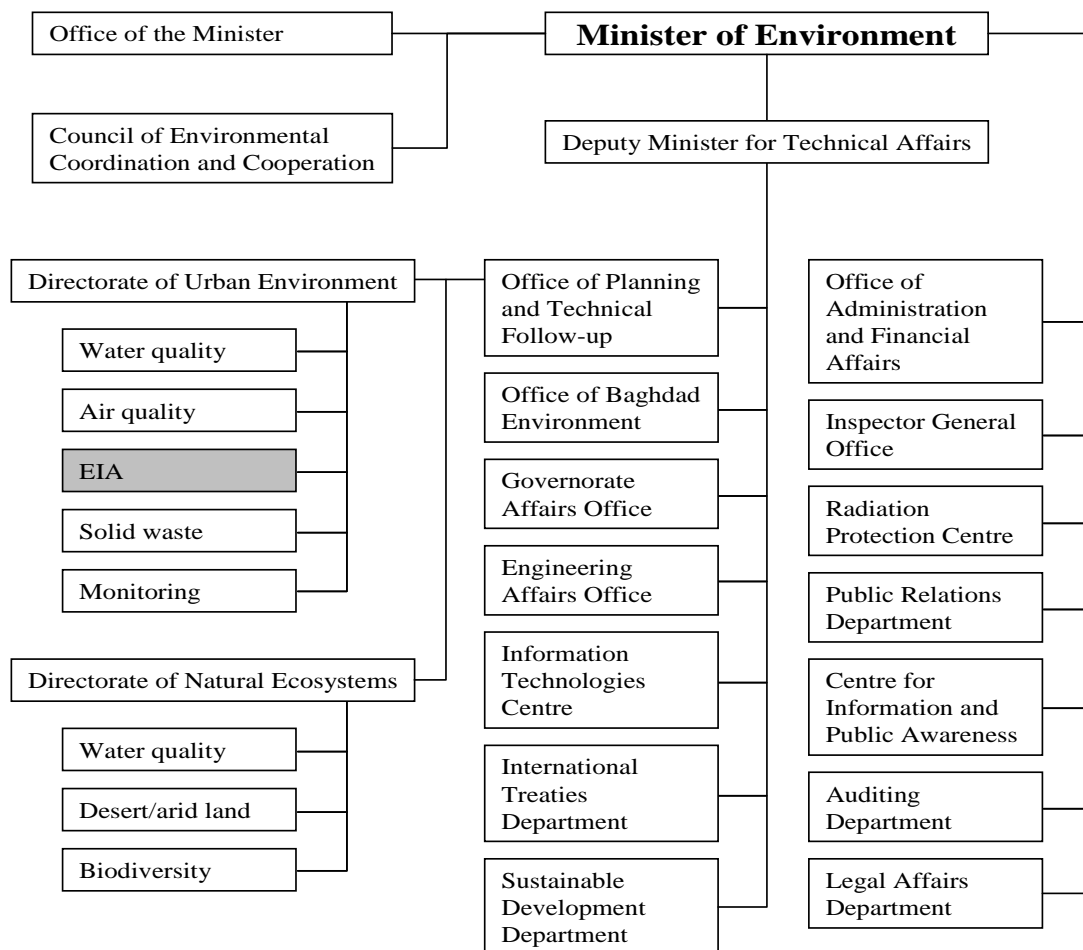 Office of the Minister
Minister of Environment
Council of Environmental
Coordination and Cooperation
Deputy Minister for Technical Affairs
Directorate of Urban Environment
Water quality
Air quality
EIA
Solid waste
Monitoring
Directorate of Natural Ecosystems
Water quality
Desert/arid land
Biodiversity
Office of Planning
and Technical
Follow-up
Office of Baghdad
Environment
Governorate
Affairs Office
Engineering
Affairs Office
Information
Technologies
Centre
International
Treaties
Department
Sustainable
Development
Department
Office of
Administration
and Financial
Affairs
Inspector General
Office
Radiation
Protection Centre
Public Relations
Department
Centre for
Information and
Public Awareness
Auditing
Department
Legal Affairs
Department